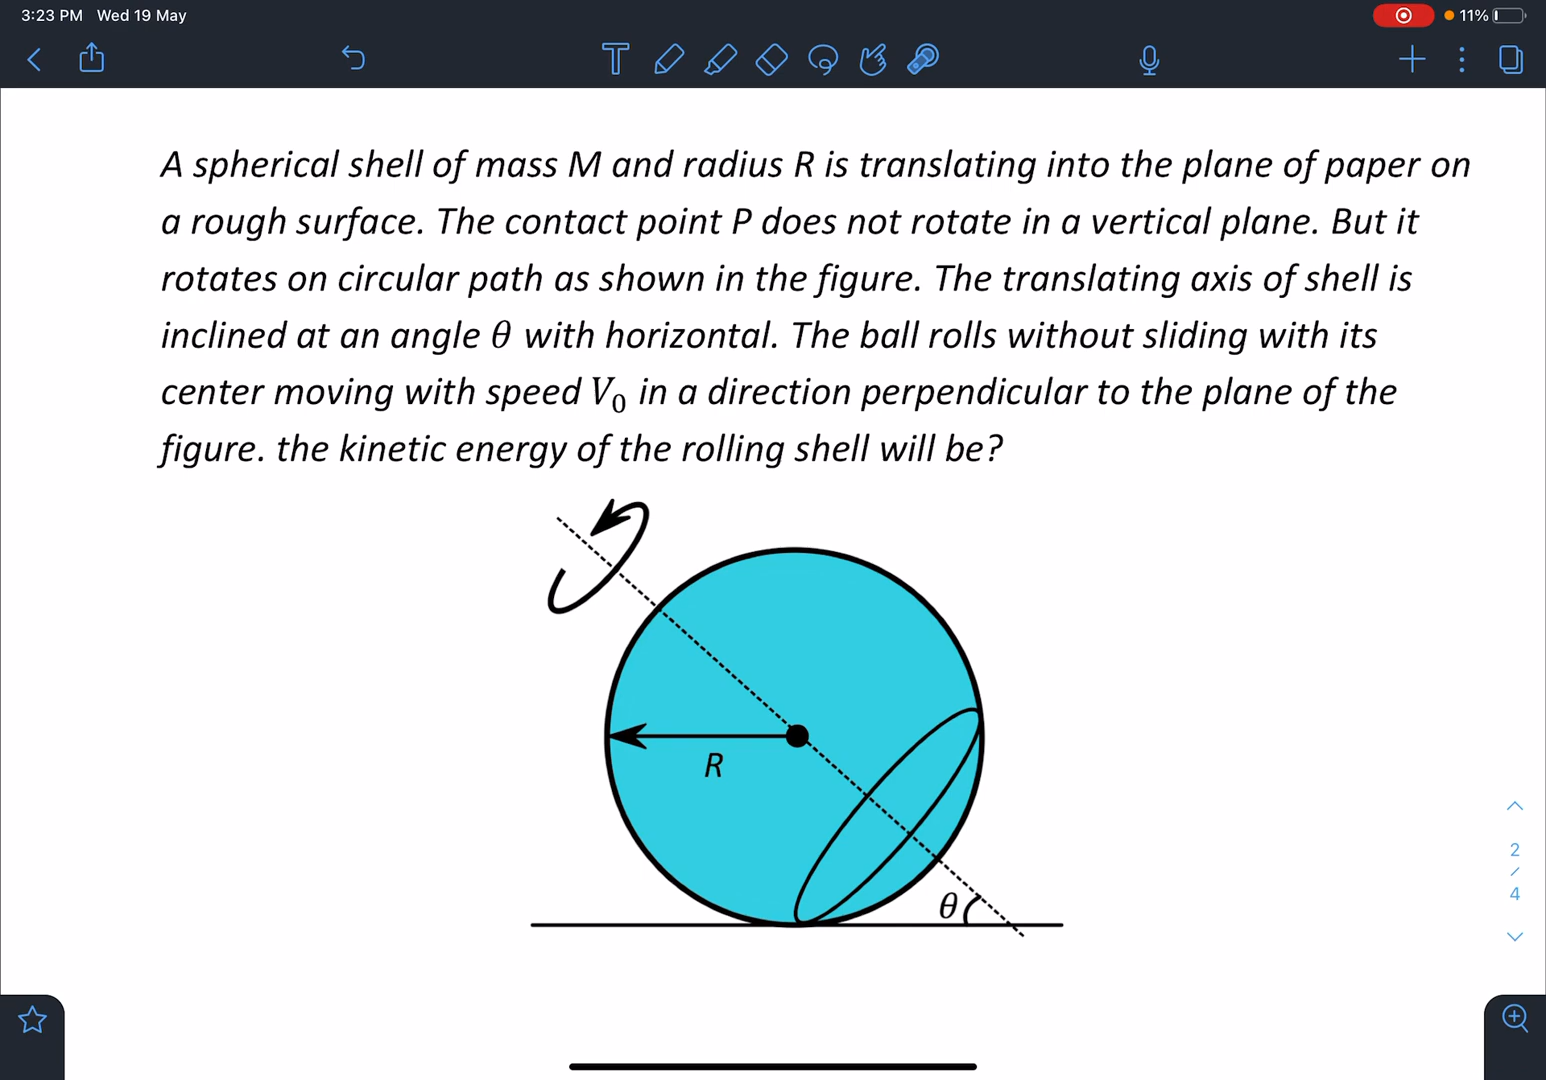 3:23 PM Wed 19 May
11%
T
A spherical shell of mass M and radius R is translating into the plane of paper on
a rough surface. The contact point P does not rotate in a vertical plane. But it
rotates on circular path as shown in the figure. The translating axis of shell is
inclined at an angle θ with horizontal. The ball rolls without sliding with its
center moving with speed V₀ in a direction perpendicular to the plane of the
figure. the kinetic energy of the rolling shell will be?
R
θ
2
/
4